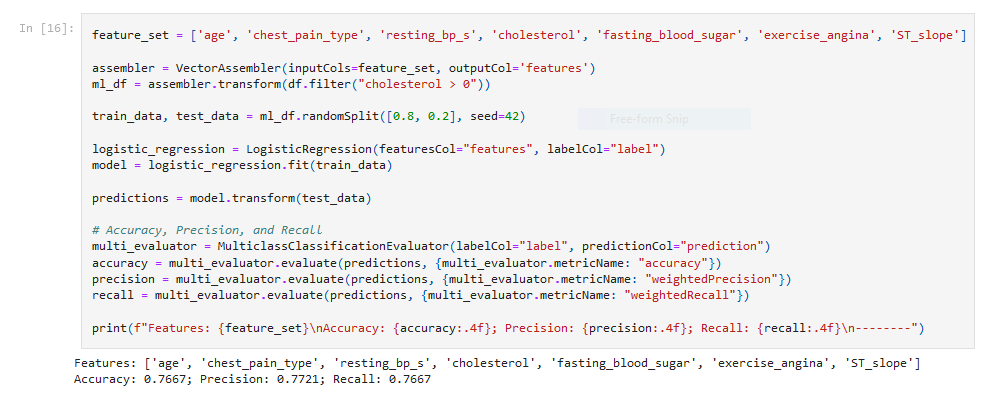 In [16]:
feature_set = ['age', 'chest_pain_type', 'resting_bp_s', 'cholesterol', 'fasting_blood_sugar', 'exercise_angina', 'ST_slope']
assembler = VectorAssembler(inputCols=feature_set, outputCol='features')
ml_df = assembler.transform(df.filter("cholesterol > 0"))
train_data, test_data = ml_df.randomSplit([0.8, 0.2], seed=42)
Free-form Snip
logistic_regression = LogisticRegression(featuresCol="features", labelCol="label")
model = logistic_regression.fit(train_data)
predictions = model.transform(test_data)
# Accuracy, Precision, and Recall
multi_evaluator = MulticlassClassificationEvaluator(labelCol="label", predictionCol="prediction")
accuracy = multi_evaluator.evaluate(predictions, {multi_evaluator.metricName: "accuracy"})
precision = multi_evaluator.evaluate(predictions, {multi_evaluator.metricName: "weightedPrecision"})
recall = multi_evaluator.evaluate(predictions, {multi_evaluator.metricName: "weightedRecall"})
print(f"Features: {feature_set}\nAccuracy: {accuracy:.4f}; Precision: {precision:.4f}; Recall: {recall:.4f}\n--------")
Features: ['age', 'chest_pain_type', 'resting_bp_s', 'cholesterol', 'fasting_blood_sugar', 'exercise_angina', 'ST_slope']
Accuracy: 0.7667; Precision: 0.7721; Recall: 0.7667